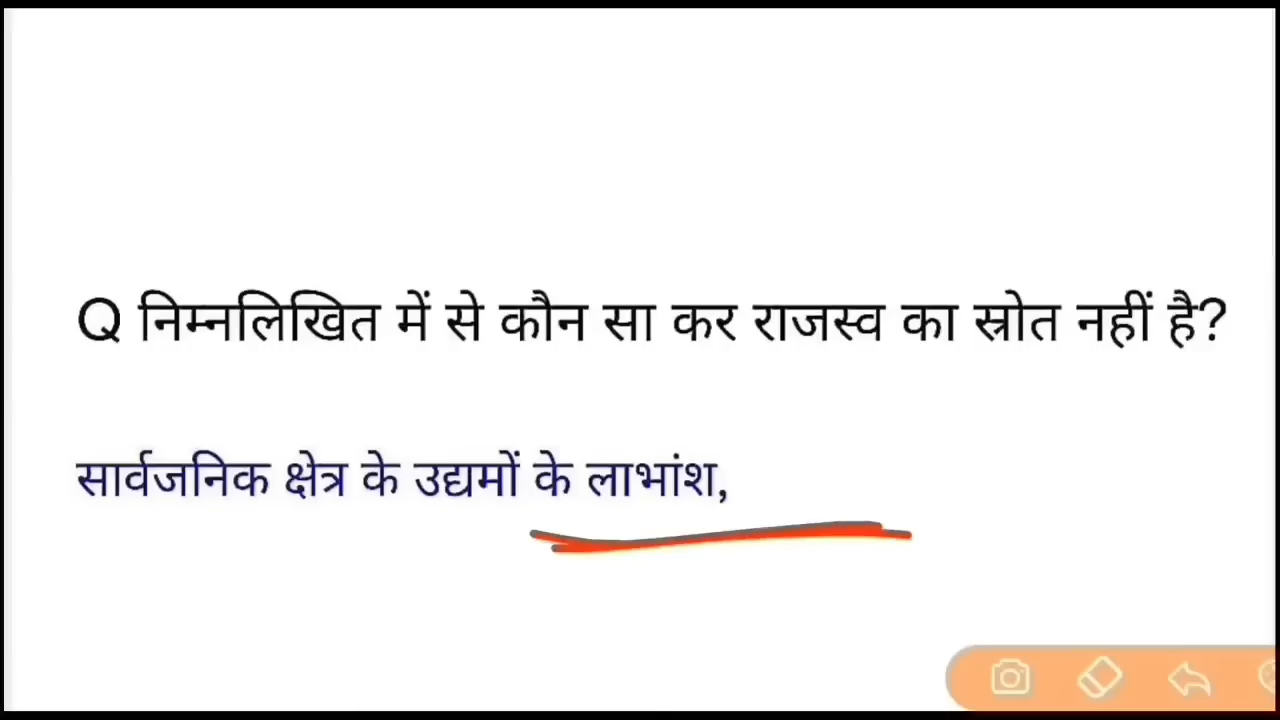 Q निम्नलिखित में से कौन सा कर राजस्व का स्रोत नहीं है?
सार्वजनिक क्षेत्र के उद्यमों के लाभांश,